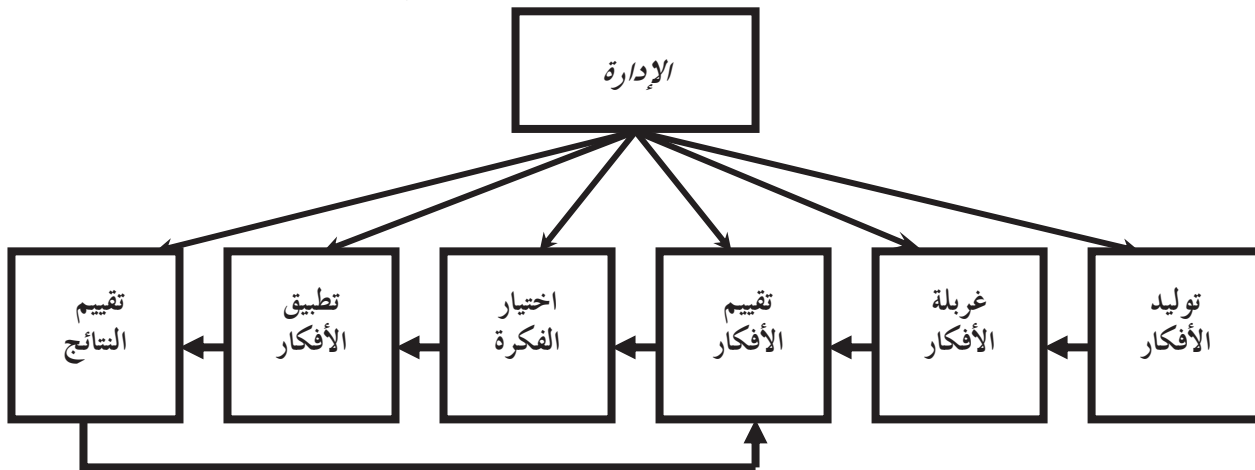 الإدارة
توليد
الأفكار
غربلة
الأفكار
تقييم
الأفكار
اختيار
الفكرة
تطبيق
الأفكار
تقييم
النتائج